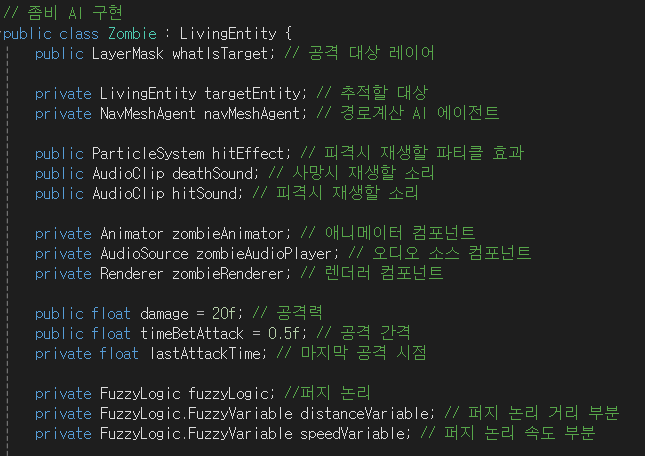 // 좀비 AI 구현
public class Zombie : LivingEntity {
public LayerMask whatIsTarget; // 공격 대상 레이어
private LivingEntity targetEntity; // 추적할 대상
private NavMeshAgent navMeshAgent; // 경로계산 AI 에이전트
public ParticleSystem hitEffect; // 피격시 재생할 파티클 효과
public AudioClip deathSound; // 사망시 재생할 소리
public AudioClip hitSound; // 피격시 재생할 소리
private Animator zombieAnimator; // 애니메이터 컴포넌트
private AudioSource zombieAudioPlayer; // 오디오 소스 컴포넌트
private Renderer zombieRenderer; // 렌더러 컴포넌트
public float damage = 20f; // 공격력
public float timeBetAttack = 0.5f; // 공격 간격
private float lastAttackTime; // 마지막 공격 시점
private FuzzyLogic fuzzyLogic; //퍼지 논리
private FuzzyLogic.FuzzyVariable distanceVariable; // 퍼지 논리 거리 부분
private FuzzyLogic.FuzzyVariable speedVariable; // 퍼지 논리 속도 부분